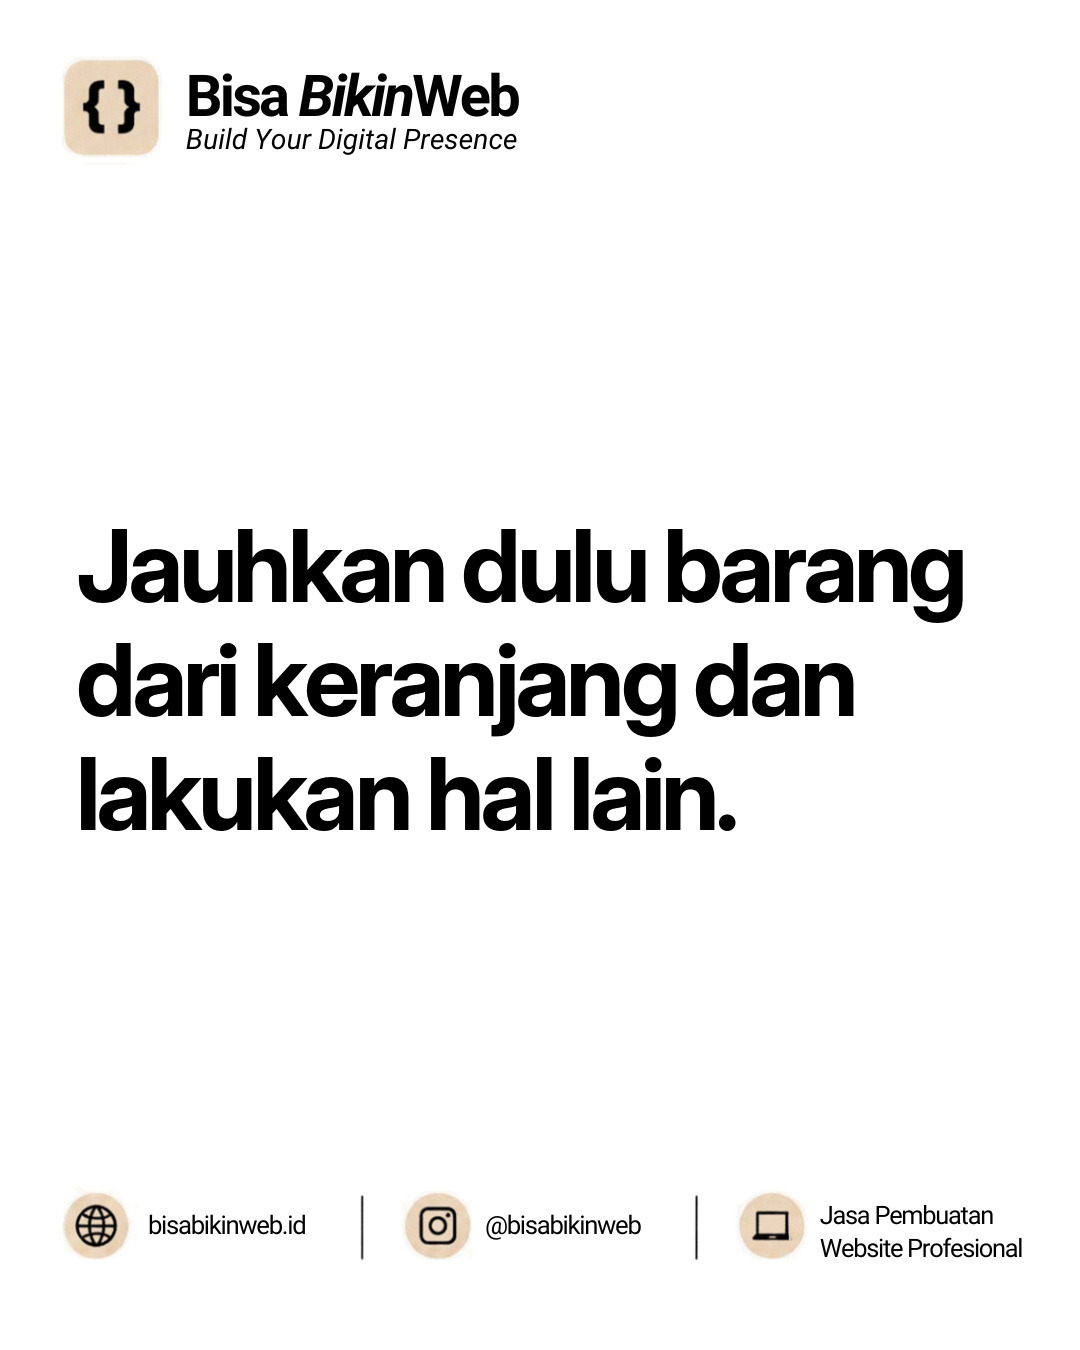 { }
Bisa BikinWeb
Build Your Digital Presence
Jauhkan dulu barang
dari keranjang dan
lakukan hal lain.
bisabikinweb.id
@bisabikinweb
Jasa Pembuatan
Website Profesional